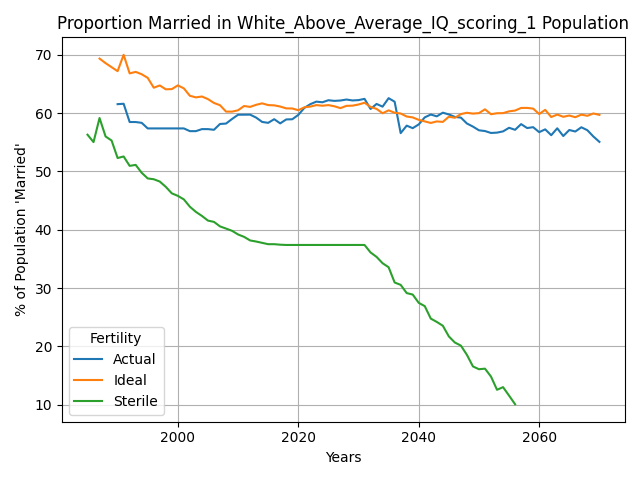 Proportion Married in White_Above_Average_IQ_scoring_1 Population
% of Population 'Married'
70
60
50
40
30
20
10
Fertility
Actual
Ideal
Sterile
2000 2020 2040 2060
Years